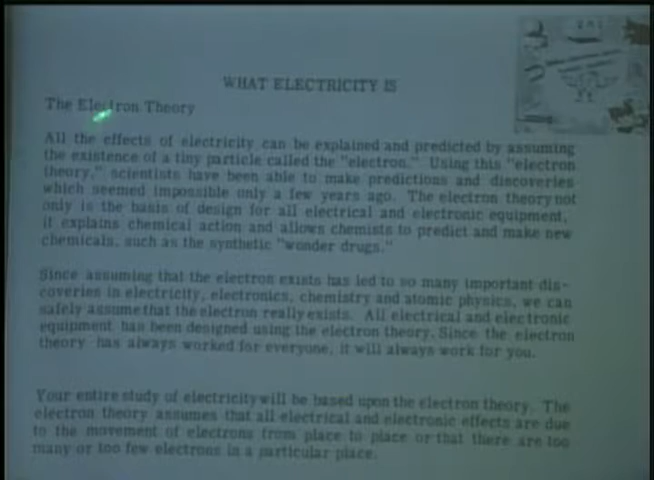 WHAT ELECTRICITY IS
The Electron Theory
All the effects of electricity can be explained and predicted by assuming
the existence of a tiny particle called the "electron." Using this "electron
theory," scientists have been able to make predictions and discoveries
which seemed impossible only a few years ago. The electron theory not
only is the basis of design for all electrical and electronic equipment,
it explains chemical action and allows chemists to predict and make new
chemicals, such as the synthetic "wonder drugs."
Since assuming that the electron exists has led to so many important dis-
coveries in electricity, electronics, chemistry and atomic physics, we can
safely assume that the electron really exists. All electrical and electronic
equipment has been designed using the electron theory. Since the electron
theory has always worked for everyone, it will always work for you.
Your entire study of electricity will be based upon the electron theory. The
electron theory assumes that all electrical and electronic effects are due
to the movement of electrons from place to place or that there are too
many or too few electrons in a particular place.